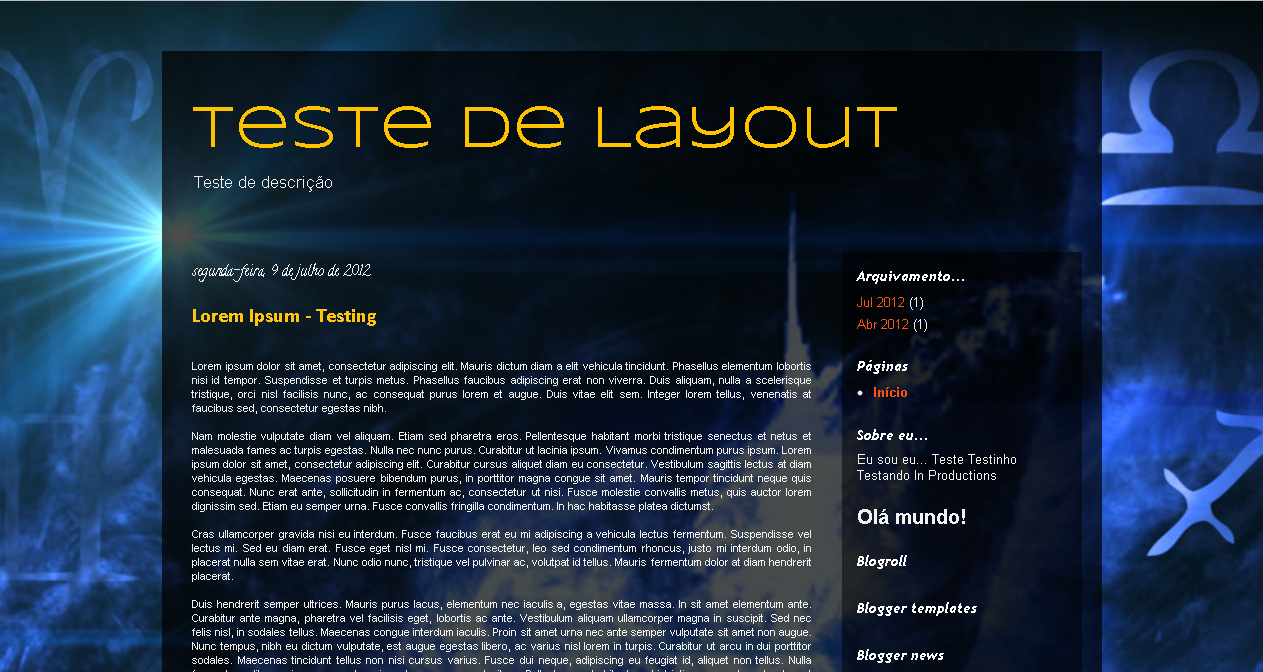 Teste de layout
Teste de descrição
segunda-feira, 9 de julho de 2012
Lorem Ipsum - Testing
Lorem ipsum dolor sit amet, consectetur adipiscing elit. Mauris dictum diam a elit vehicula tincidunt. Phasellus elementum lobortis
nisi id tempor. Suspendisse et turpis metus. Phasellus faucibus adipiscing erat non viverra. Duis aliquam, nulla a scelerisque
tristique, orci nisl facilisis nunc, ac consequat purus lorem et augue. Duis vitae elit sem. Integer lorem tellus, venenatis at
faucibus sed, consectetur egestas nibh.
Nam molestie vulputate diam vel aliquam. Etiam sed pharetra eros. Pellentesque habitant morbi tristique senectus et netus et
malesuada fames ac turpis egestas. Nulla nec nunc purus. Curabitur ut lacinia ipsum. Vivamus condimentum purus ipsum. Lorem
ipsum dolor sit amet, consectetur adipiscing elit. Curabitur cursus aliquet diam eu consectetur. Vestibulum sagittis lectus at diam
vehicula egestas. Maecenas posuere bibendum purus, in porttitor magna congue sit amet. Mauris tempor tincidunt neque quis
consequat. Nunc erat ante, sollicitudin in fermentum ac, consectetur ut nisi. Fusce molestie convallis metus, quis auctor lorem
dignissim sed. Etiam eu semper urna. Fusce convallis fringilla condimentum. In hac habitasse platea dictumst.
Cras ullamcorper gravida nisi eu interdum. Fusce faucibus erat eu mi adipiscing a vehicula lectus fermentum. Suspendisse vel
lectus mi. Sed eu diam erat. Fusce eget nisl mi. Fusce consectetur, leo sed condimentum rhoncus, justo mi interdum odio, in
placerat nulla sem vitae erat. Nunc odio nunc, tristique vel pulvinar ac, volutpat id tellus. Mauris fermentum dolor at diam hendrerit
placerat.
Duis hendrerit semper ultrices. Mauris purus lacus, elementum nec iaculis a, egestas vitae massa. In sit amet elementum ante.
Curabitur ante magna, pharetra vel facilisis eget, lobortis ac ante. Vestibulum aliquam ullamcorper magna in suscipit. Sed nec
felis nisl, in sodales tellus. Maecenas congue interdum iaculis. Proin sit amet urna nec ante semper vulputate sit amet non augue.
Nunc tempus, nibh eu dictum vulputate, est augue egestas libero, ac varius nisl lorem in turpis. Curabitur ut arcu in dui porttitor
sodales. Maecenas tincidunt tellus non nisi cursus varius. Fusce dui neque, adipiscing eu feugiat id, aliquet non tellus. Nulla
Arquivamento...
Jul 2012 (1)
Abr 2012 (1)
Páginas
Início
Sobre eu...
Eu sou eu... Teste Testinho
Testando In Productions
Olá mundo!
Blogroll
Blogger templates
Blogger news